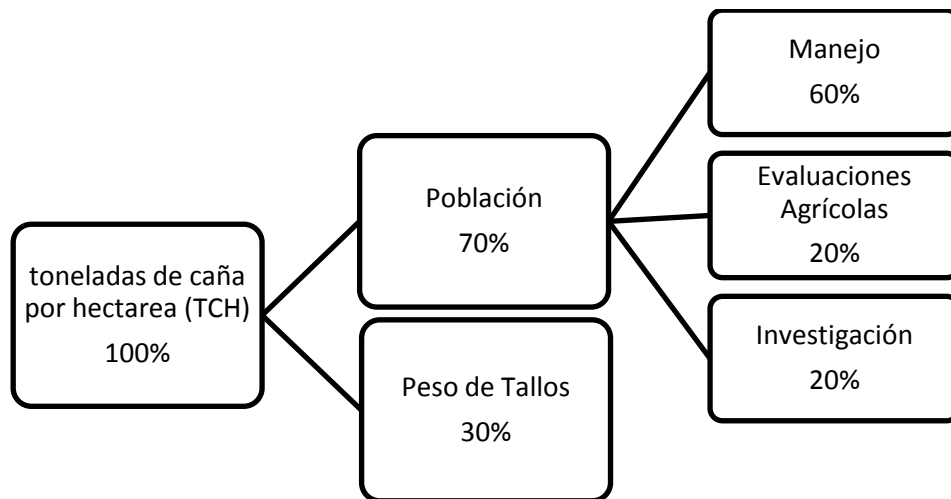 toneladas de caña
por hectarea (TCH)
100%
Población
70%
Peso de Tallos
30%
Manejo
60%
Evaluaciones
Agrícolas
20%
Investigación
20%